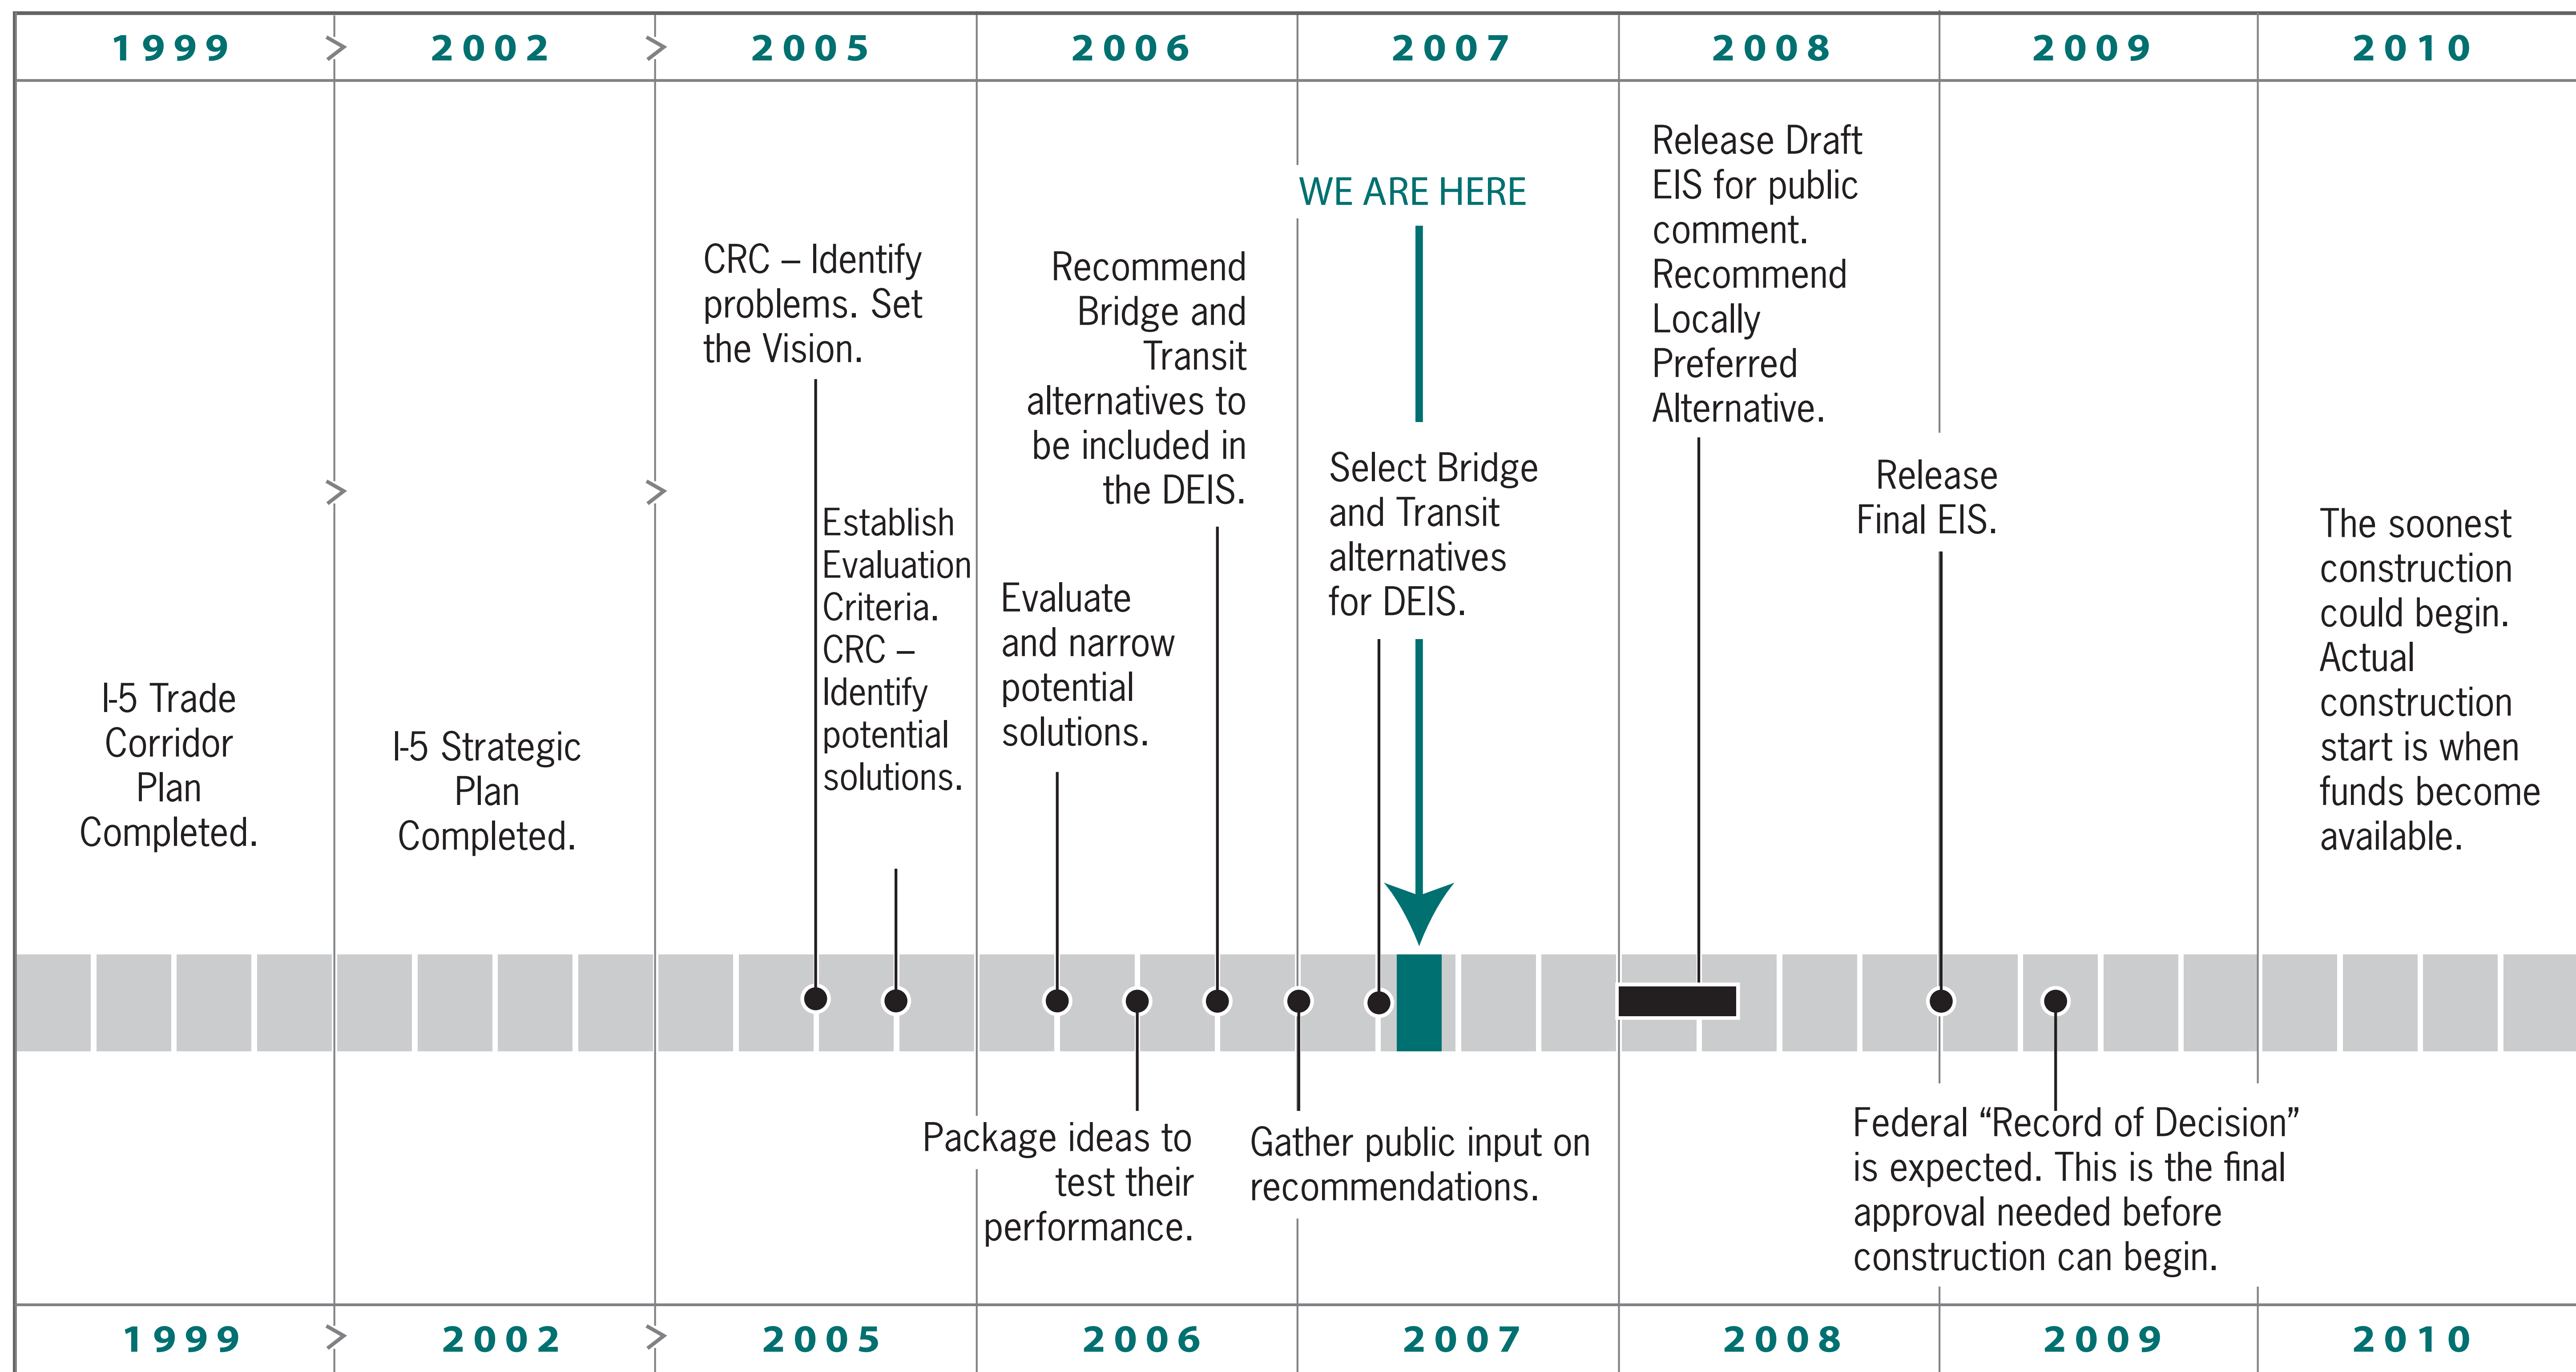 1999 > 2002 > 2005 2006 2007 2008 2009 2010
I-5 Trade
Corridor
Plan
Completed.
>
I-5 Strategic
Plan
Completed.
>
CRC – Identify
problems. Set
the Vision.
Establish
Evaluation
Criteria.
CRC –
Identify
potential
solutions.
Evaluate
and narrow
potential
solutions.
Recommend
Bridge and
Transit
alternatives to
be included in
the DEIS.
WE ARE HERE
Select Bridge
and Transit
alternatives
for DEIS.
Release Draft
EIS for public
comment.
Recommend
Locally
Preferred
Alternative.
Release
Final EIS.
The soonest
construction
could begin.
Actual
construction
start is when
funds become
available.
Package ideas to
test their
performance.
Gather public input on
recommendations.
Federal “Record of Decision”
is expected. This is the final
approval needed before
construction can begin.
1999 > 2002 > 2005 2006 2007 2008 2009 2010